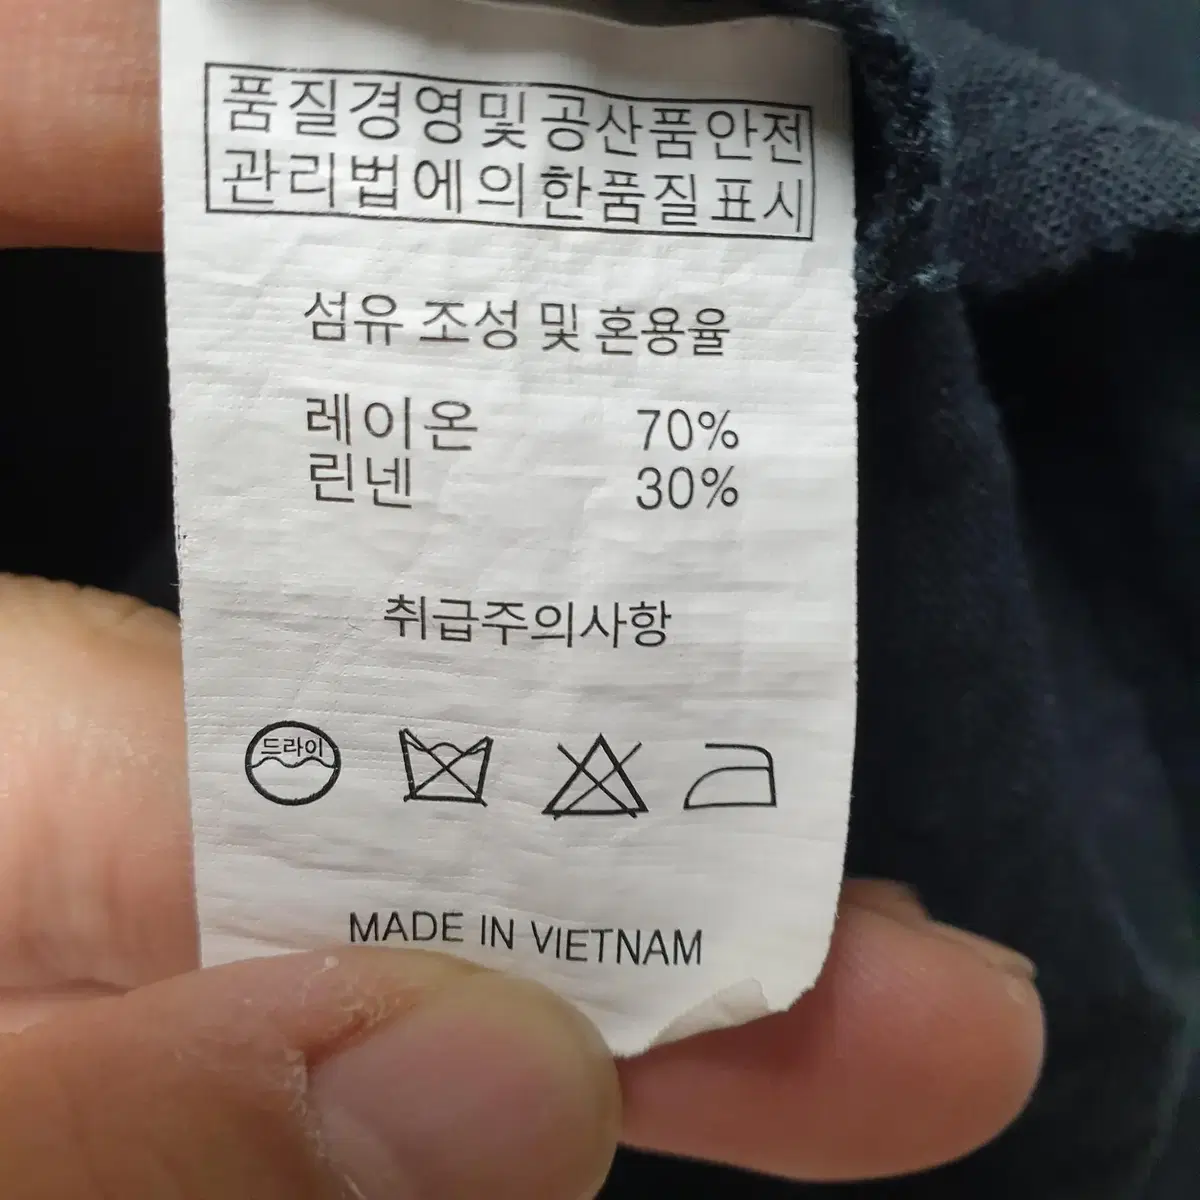 품질경영및공산품안전
관리법에의한품질표시
섬유 조성 및 혼용율
레이온 70%
린넨 30%
취급주의사항
드라이
MADE IN VIETNAM